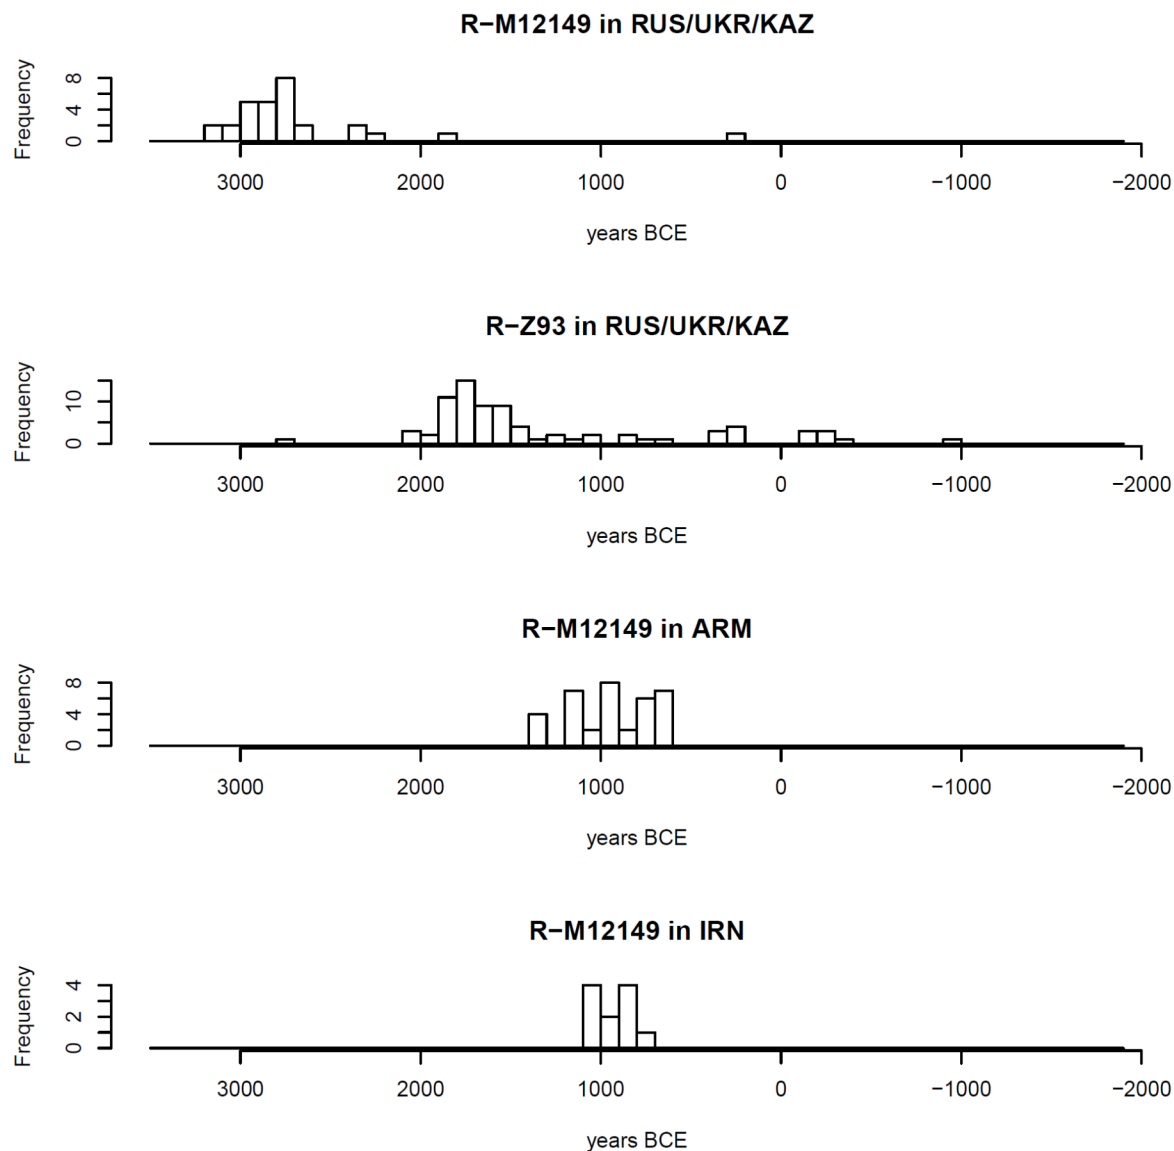 R−M12149 in RUS/UKR/KAZ
Frequency
0 4 8
3000 2000 1000 0 −1000 −2000
years BCE
R−Z93 in RUS/UKR/KAZ
Frequency
0 10
3000 2000 1000 0 −1000 −2000
years BCE
R−M12149 in ARM
Frequency
0 4 8
3000 2000 1000 0 −1000 −2000
years BCE
R−M12149 in IRN
Frequency
0 2 4
3000 2000 1000 0 −1000 −2000
years BCE